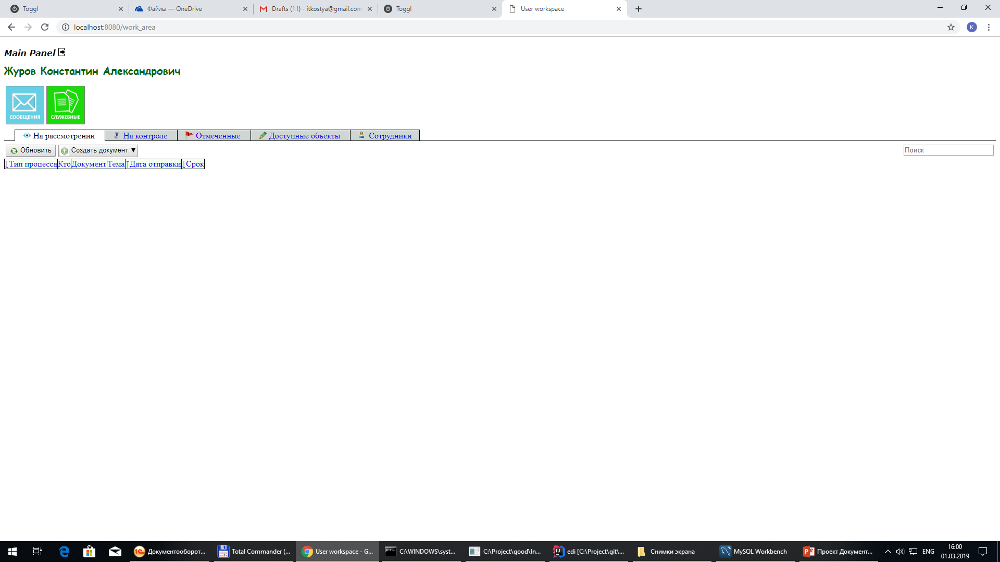 Toggl
Файлы — OneDrive
Drafts (11) - itkostya@gmail.com
Toggl
User workspace
localhost:8080/work_area
K
Main Panel
Журов Константин Александрович
СООБЩЕНИЯ
СЛУЖЕБНЫЕ
На рассмотрении
На контроле
Отмеченные
Доступные объекты
Сотрудники
Обновить
Создать документ ▼
Поиск
↓Тип процесса Кто Документ Тема ↑Дата отправки ↓Срок
Документооборот...
Total Commander (...
User workspace - G...
C:\WINDOWS\syst...
C:\Project\good\In...
edi [C:\Project\git\...
Снимки экрана
MySQL Workbench
Проект Документ...
ENG
16:00
01.03.2019